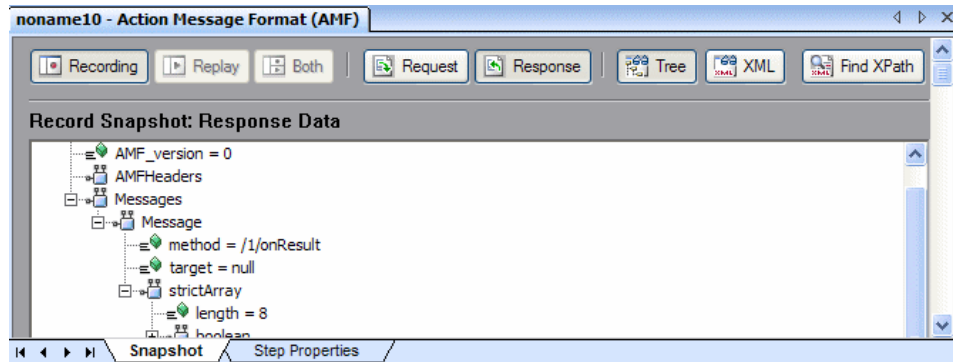 noname10 - Action Message Format (AMF)
Recording Replay Both Request Response Tree XML Find XPath
Record Snapshot: Response Data
AMF_version = 0
AMFHeaders
Messages
Message
method = /1/onResult
target = null
strictArray
length = 8
boolean
Snapshot Step Properties